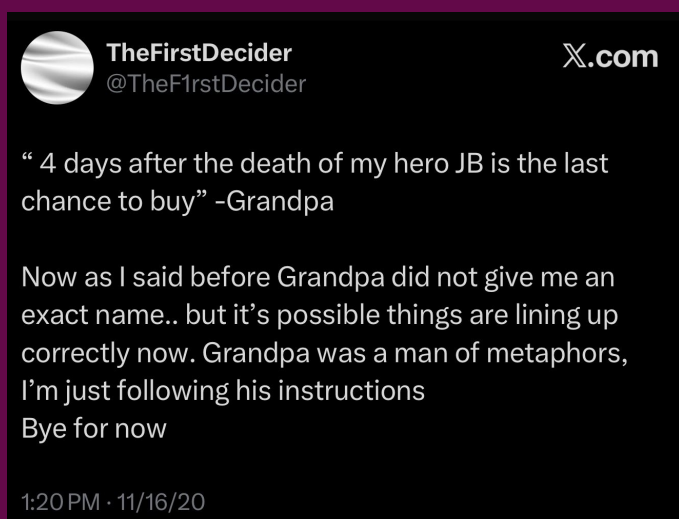 TheFirstDecider
𝕏.com
@TheF1rstDecider
“ 4 days after the death of my hero JB is the last
chance to buy” -Grandpa
Now as I said before Grandpa did not give me an
exact name.. but it’s possible things are lining up
correctly now. Grandpa was a man of metaphors,
I’m just following his instructions
Bye for now
1:20 PM · 11/16/20